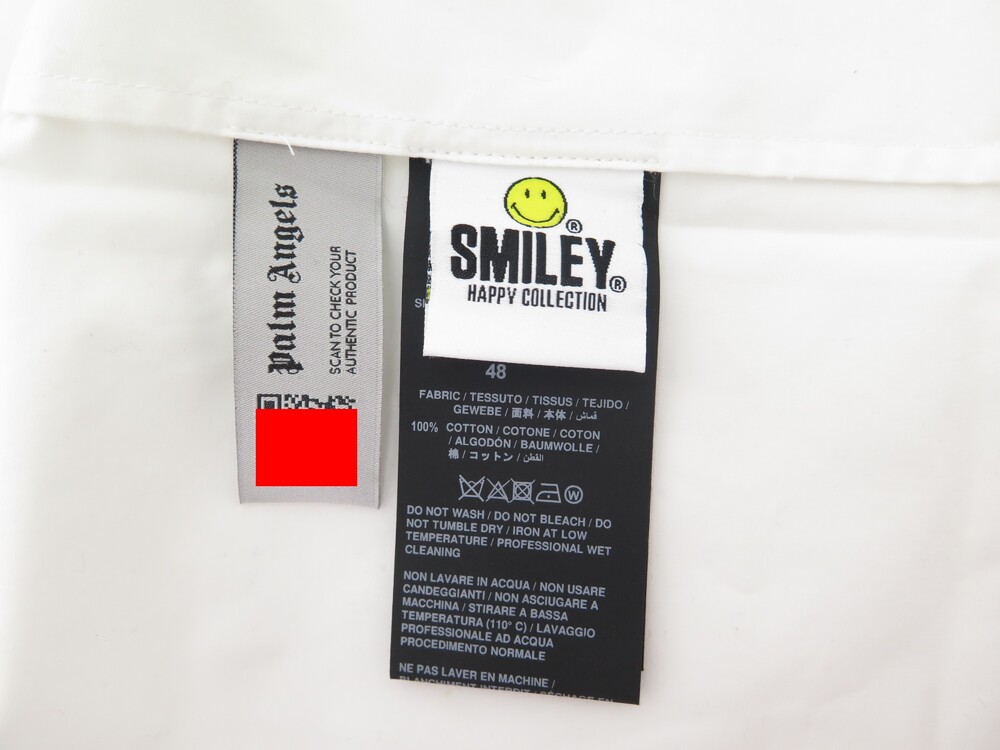 Palm Angels
SCAN TO CHECK YOUR
AUTHENTIC PRODUCT
SMILEY®
HAPPY COLLECTION
48
FABRIC / TESSUTO / TISSUS / TEJIDO /
GEWEBE / 面料 / 本体 / قماش
100% COTTON / COTONE / COTON
/ ALGODÓN / BAUMWOLLE /
棉 / コットン / القطن
W
DO NOT WASH / DO NOT BLEACH / DO
NOT TUMBLE DRY / IRON AT LOW
TEMPERATURE / PROFESSIONAL WET
CLEANING
NON LAVARE IN ACQUA / NON USARE
CANDEGGIANTI / NON ASCIUGARE A
MACCHINA / STIRARE A BASSA
TEMPERATURA (110° C) / LAVAGGIO
PROFESSIONALE AD ACQUA
PROCEDIMENTO NORMALE
NE PAS LAVER EN MACHINE /
BLANCHIMENT INTERDIT / SÉCHAGE EN